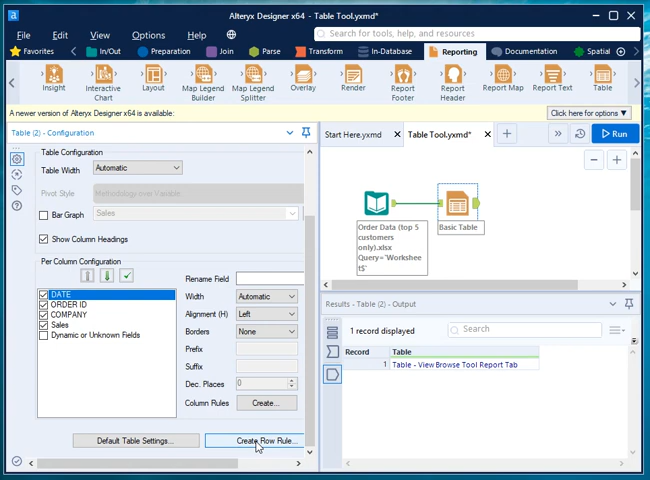 Alteryx Designer x64 - Table Tool.yxmd*
File Edit View Options Help
Search for tools, help, and resources
Favorites In/Out Preparation Join Parse Transform In-Database Reporting Documentation Spatial
Insight Interactive Chart Layout Map Legend Builder Map Legend Splitter Overlay Render Report Footer Report Header Report Map Report Text Table
A newer version of Alteryx Designer x64 is available: Click here for options ▼
Table (2) - Configuration
Start Here.yxmd Table Tool.yxmd* Run
Table Configuration
Table Width Automatic
Pivot Style Methodology over Variable
Bar Graph Sales
Show Column Headings
Per Column Configuration
DATE
ORDER ID
COMPANY
Sales
Dynamic or Unknown Fields
Rename Field
Width Automatic
Alignment (H) Left
Borders None
Prefix
Suffix
Dec. Places 0
Column Rules Create...
Default Table Settings... Create Row Rule...
Order Data (top 5
customers
only).xlsx
Query=`Workshee
t$`
Basic Table
Results - Table (2) - Output
1 record displayed Search
Record Table
1 Table - View Browse Tool Report Tab